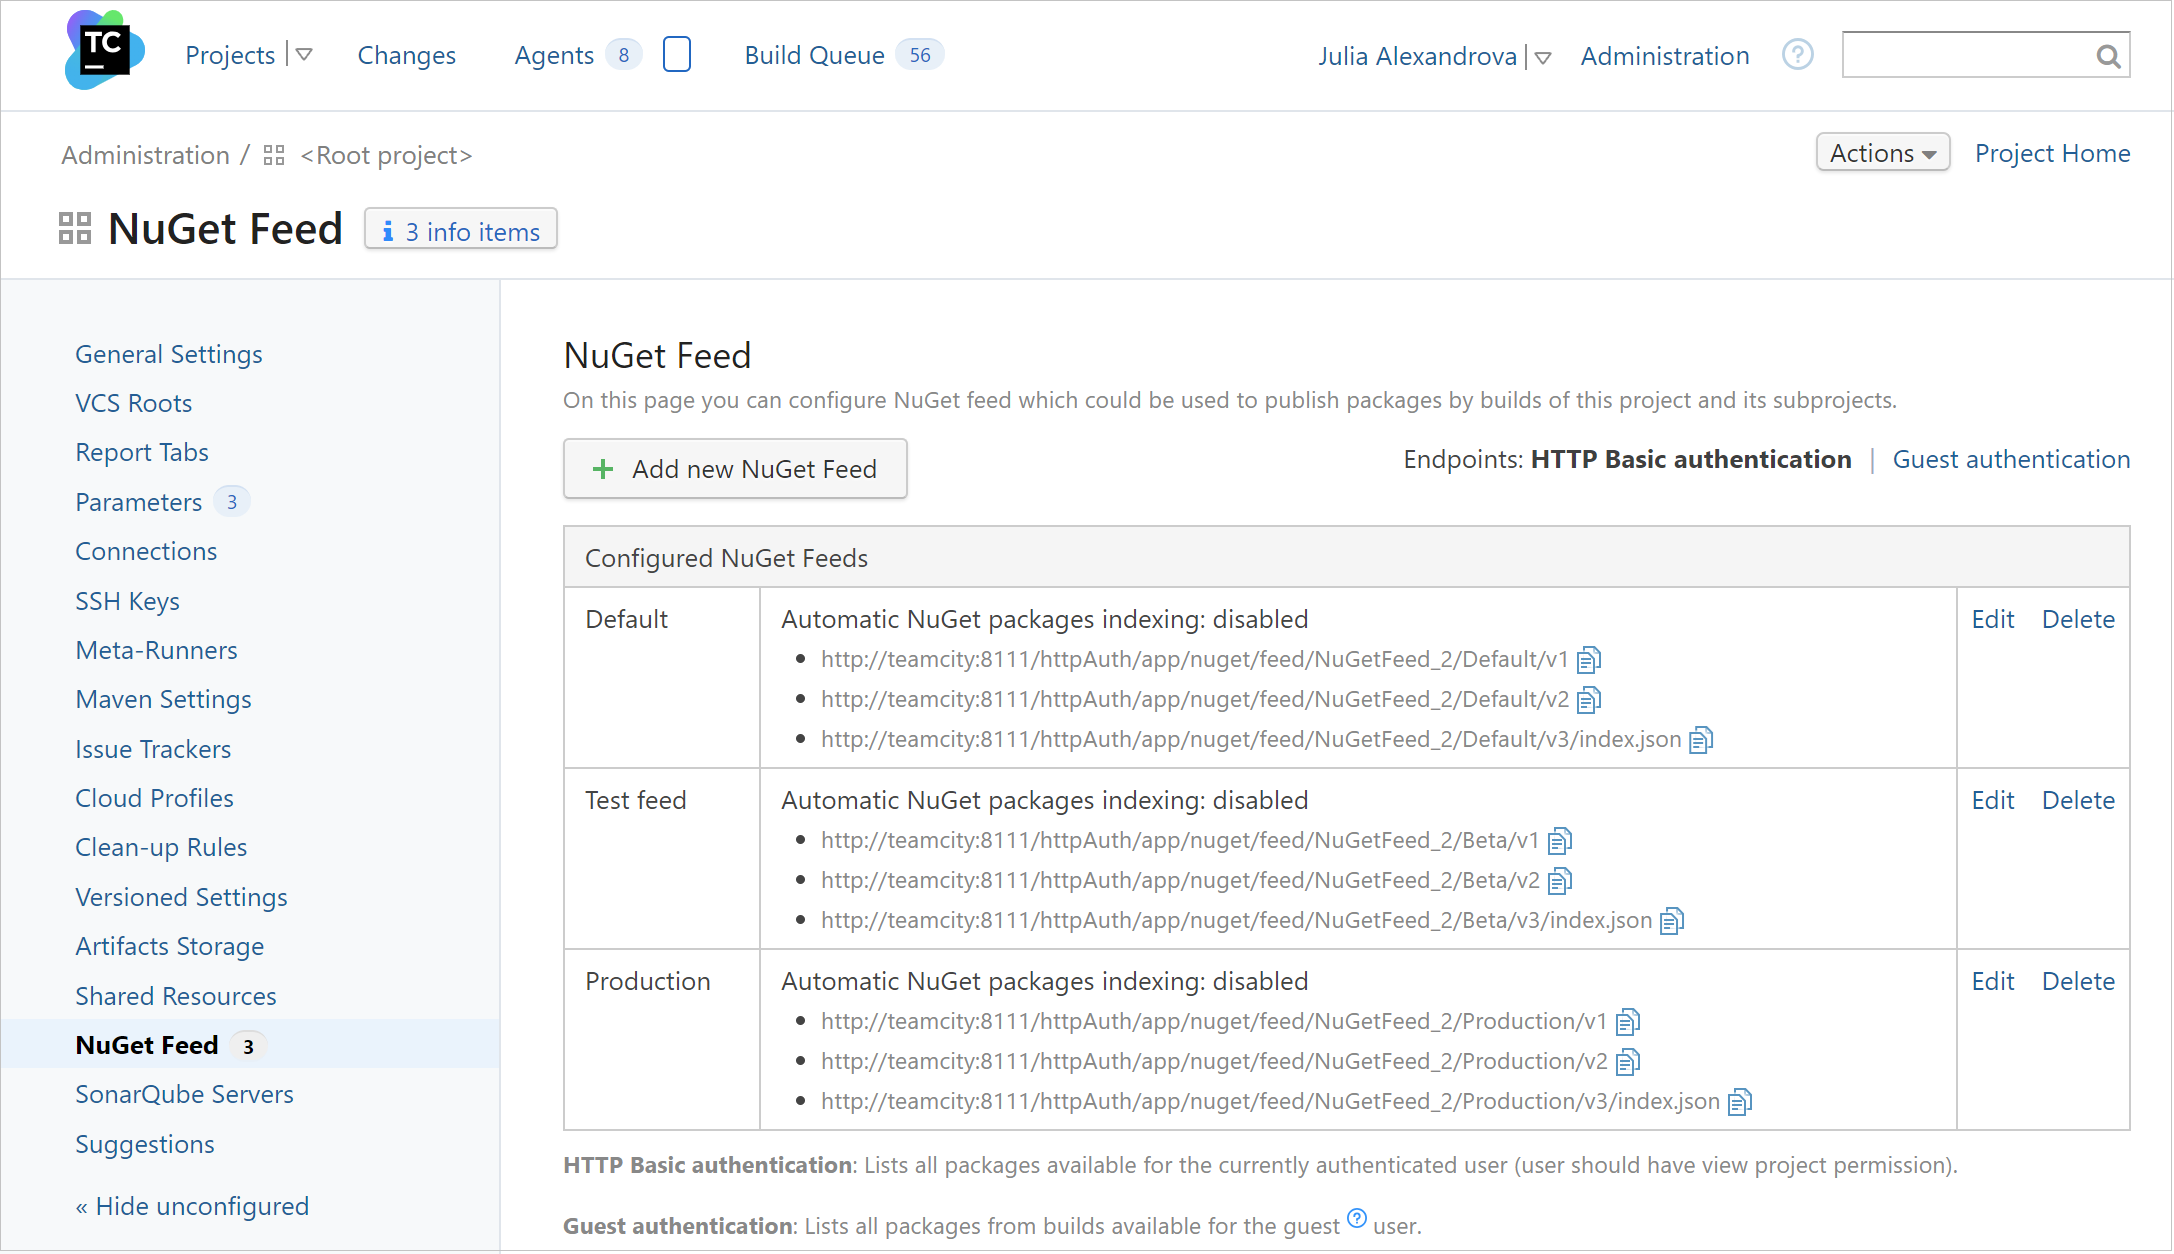 TC
Projects Changes Agents 8 Build Queue 56 Julia Alexandrova Administration ?
Administration / <Root project> Actions Project Home
NuGet Feed i 3 info items
General Settings
VCS Roots
Report Tabs
Parameters 3
Connections
SSH Keys
Meta-Runners
Maven Settings
Issue Trackers
Cloud Profiles
Clean-up Rules
Versioned Settings
Artifacts Storage
Shared Resources
NuGet Feed 3
SonarQube Servers
Suggestions
« Hide unconfigured
NuGet Feed
On this page you can configure NuGet feed which could be used to publish packages by builds of this project and its subprojects.
+ Add new NuGet Feed Endpoints: HTTP Basic authentication | Guest authentication
Configured NuGet Feeds
Default Automatic NuGet packages indexing: disabled Edit Delete
• http://teamcity:8111/httpAuth/app/nuget/feed/NuGetFeed_2/Default/v1
• http://teamcity:8111/httpAuth/app/nuget/feed/NuGetFeed_2/Default/v2
• http://teamcity:8111/httpAuth/app/nuget/feed/NuGetFeed_2/Default/v3/index.json
Test feed Automatic NuGet packages indexing: disabled Edit Delete
• http://teamcity:8111/httpAuth/app/nuget/feed/NuGetFeed_2/Beta/v1
• http://teamcity:8111/httpAuth/app/nuget/feed/NuGetFeed_2/Beta/v2
• http://teamcity:8111/httpAuth/app/nuget/feed/NuGetFeed_2/Beta/v3/index.json
Production Automatic NuGet packages indexing: disabled Edit Delete
• http://teamcity:8111/httpAuth/app/nuget/feed/NuGetFeed_2/Production/v1
• http://teamcity:8111/httpAuth/app/nuget/feed/NuGetFeed_2/Production/v2
• http://teamcity:8111/httpAuth/app/nuget/feed/NuGetFeed_2/Production/v3/index.json
HTTP Basic authentication: Lists all packages available for the currently authenticated user (user should have view project permission).
Guest authentication: Lists all packages from builds available for the guest ? user.